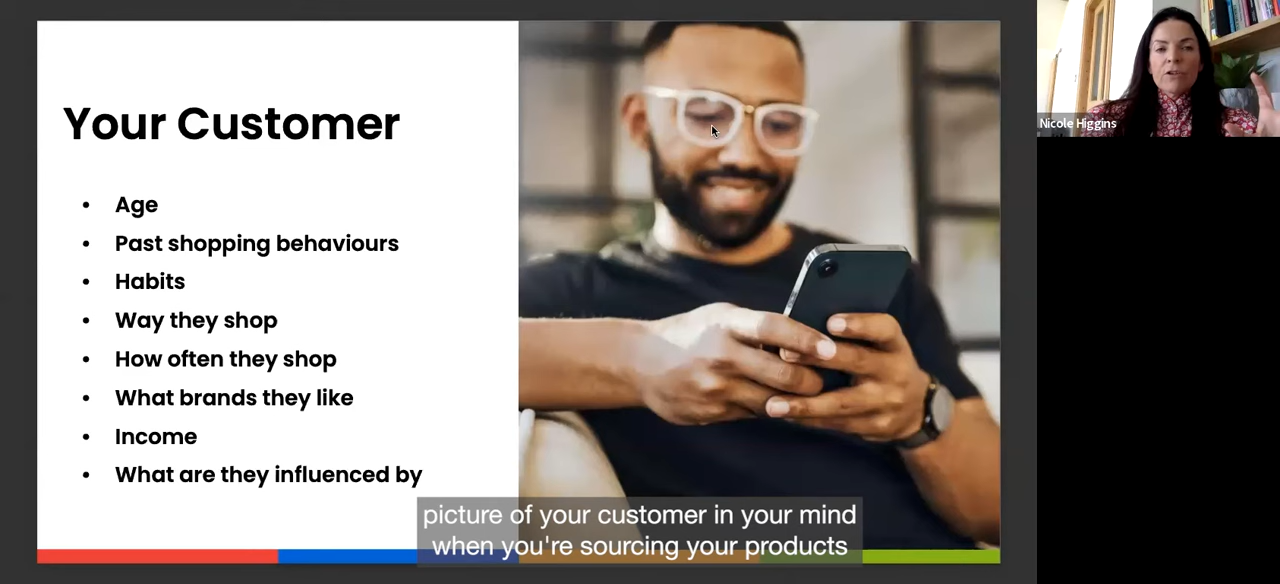 Your Customer
• Age
• Past shopping behaviours
• Habits
• Way they shop
• How often they shop
• What brands they like
• Income
• What are they influenced by
picture of your customer in your mind
when you're sourcing your products
Nicole Higgins